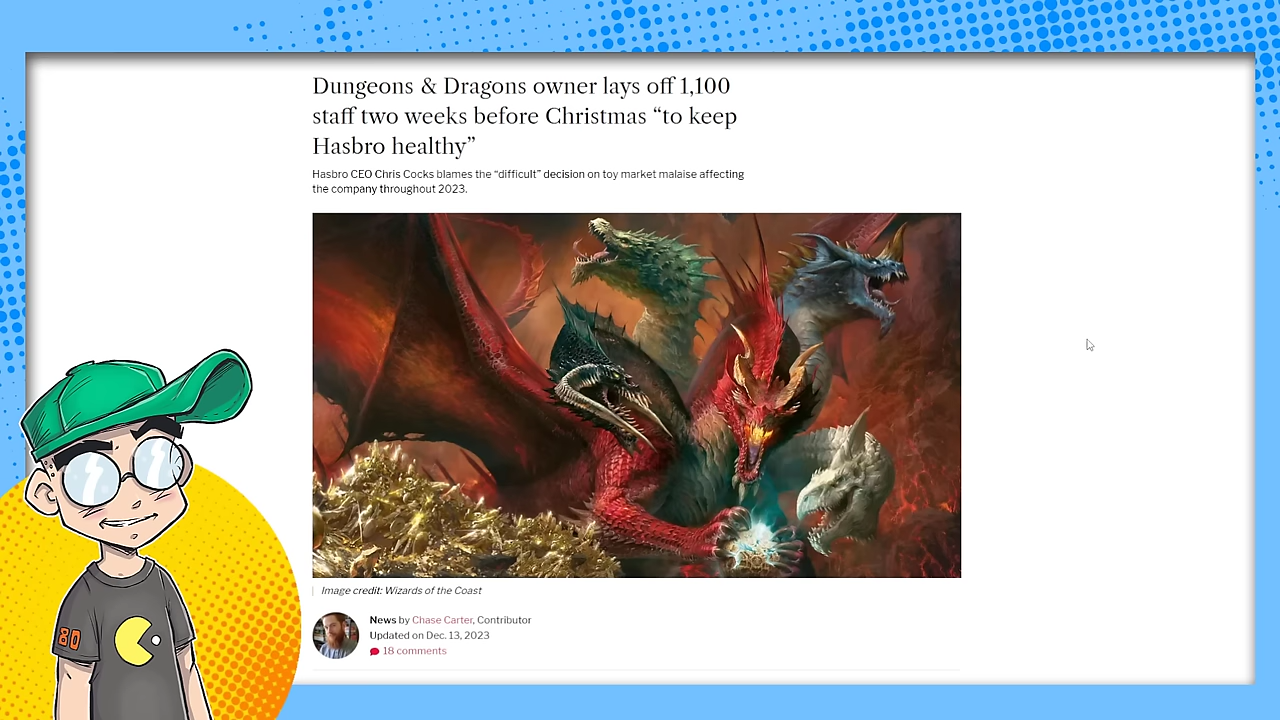 Dungeons & Dragons owner lays off 1,100
staff two weeks before Christmas “to keep
Hasbro healthy”
Hasbro CEO Chris Cocks blames the “difficult” decision on toy market malaise affecting
the company throughout 2023.
Image credit: Wizards of the Coast
News by Chase Carter, Contributor
Updated on Dec. 13, 2023
18 comments
80